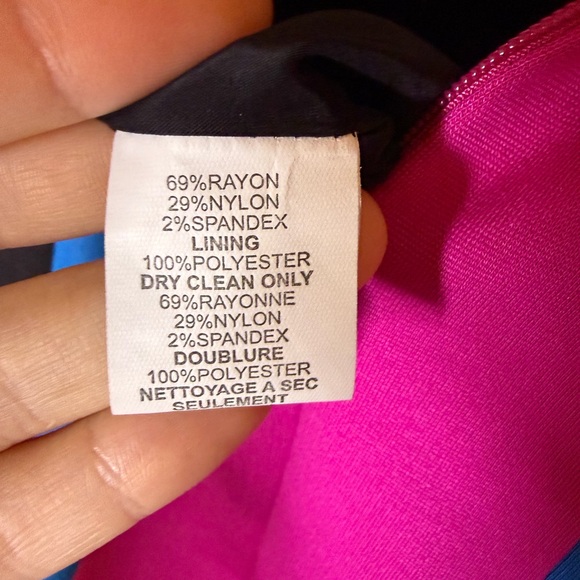 69%RAYON
29%NYLON
2%SPANDEX
LINING
100%POLYESTER
DRY CLEAN ONLY
69%RAYONNE
29%NYLON
2%SPANDEX
DOUBLURE
100%POLYESTER
NETTOYAGE A SEC
SEULEMENT